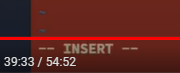 ~
~
-- INSERT --
39:33 / 54:52